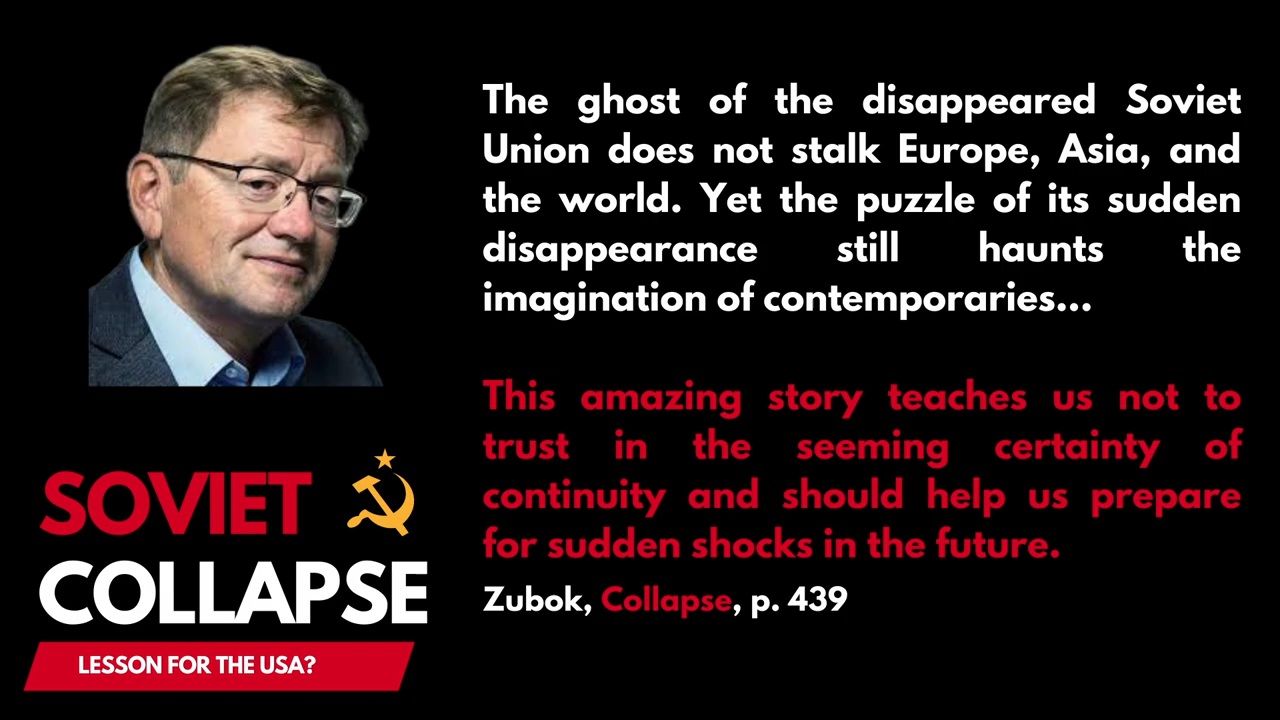 The ghost of the disappeared Soviet
Union does not stalk Europe, Asia, and
the world. Yet the puzzle of its sudden
disappearance still haunts the
imagination of contemporaries...
This amazing story teaches us not to
trust in the seeming certainty of
continuity and should help us prepare
for sudden shocks in the future.
Zubok, Collapse, p. 439
SOVIET
COLLAPSE
LESSON FOR THE USA?